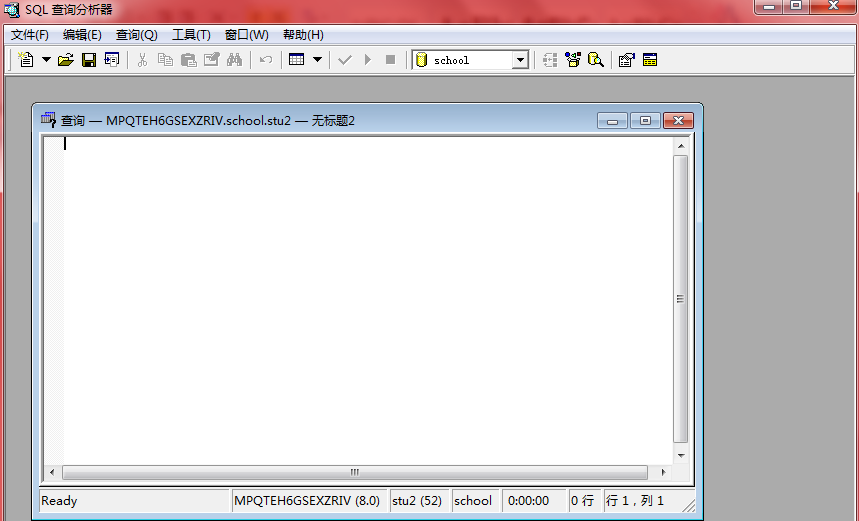 SQL 查询分析器
文件(F) 编辑(E) 查询(Q) 工具(T) 窗口(W) 帮助(H)
school
查询 — MPQTEH6GSEXZRIV.school.stu2 — 无标题2
Ready MPQTEH6GSEXZRIV (8.0) stu2 (52) school 0:00:00 0 行 行 1，列 1